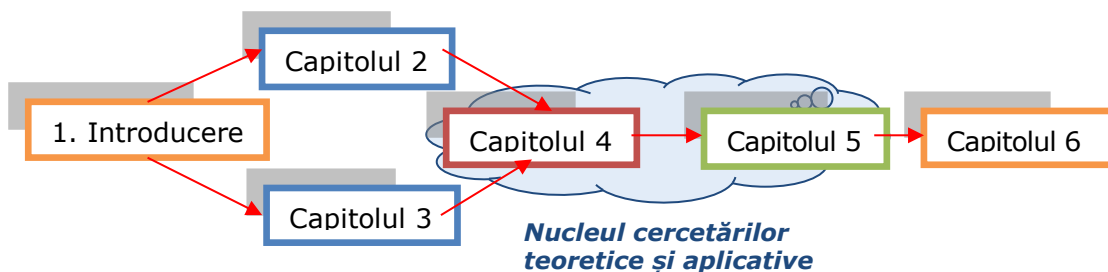 Capitolul 2
1. Introducere
Capitolul 4
Capitolul 5
Capitolul 6
Capitolul 3
Nucleul cercetărilor
teoretice și aplicative